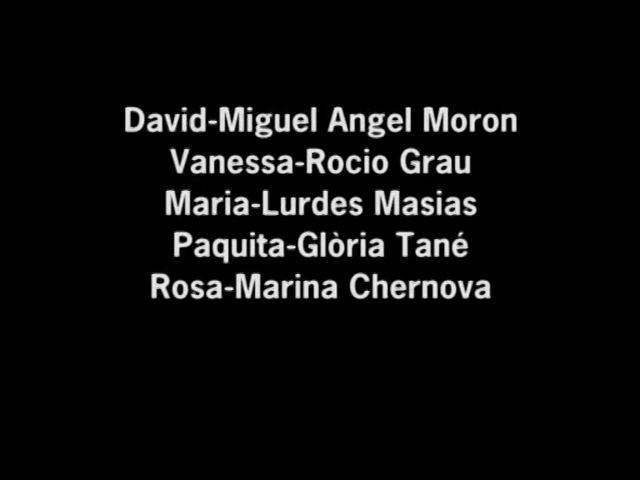 David-Miguel Angel Moron
Vanessa-Rocio Grau
Maria-Lurdes Masias
Paquita-Glòria Tané
Rosa-Marina Chernova